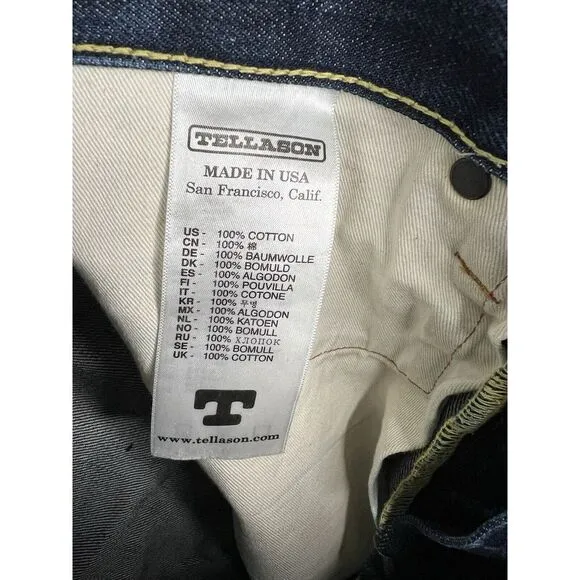 TELLASON
MADE IN USA
San Francisco, Calif.
US - 100% COTTON
CN - 100% 綿
DE - 100% BAUMWOLLE
DK - 100% BOMULD
ES - 100% ALGODON
FI - 100% POUVILLA
IT - 100% COTONE
KR - 100% 무명
MX - 100% ALGODON
NL - 100% KATOEN
NO - 100% BOMULL
RU - 100% хлопок
SE - 100% BOMULL
UK - 100% COTTON
T
www.tellason.com